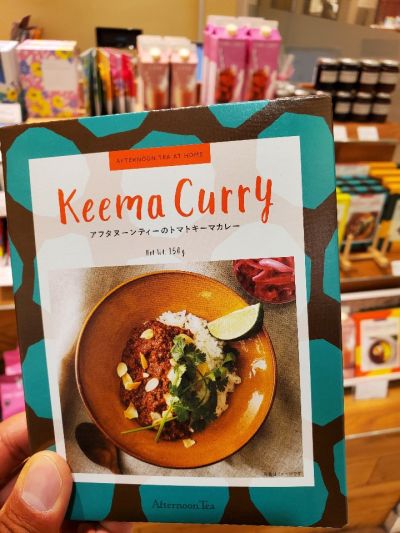 AFTERNOON TEA AT HOME
Keema Curry
アフタヌーンティーのトマトキーマカレー
Net Wt. 150g
Afternoon Tea